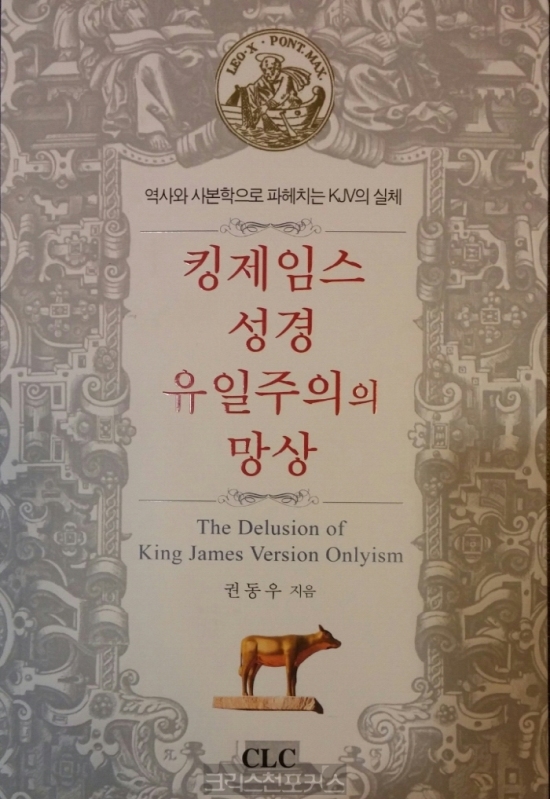 LEO·X·PONT·MAX·
역사와 사본학으로 파헤치는 KJV의 실체
킹제임스
성경
유일주의의
망상
The Delusion of
King James Version Onlyism
권동우 지음
CLC
크리스천포커스